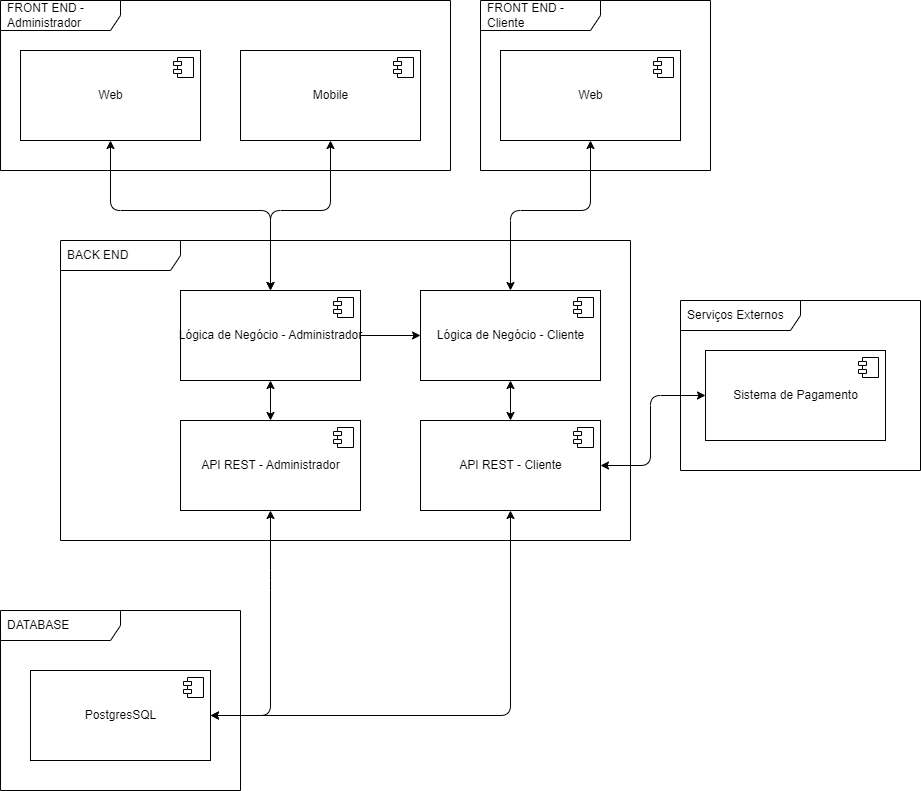 FRONT END -
Administrador
FRONT END -
Cliente
Web
Mobile
Web
BACK END
Lógica de Negócio - Administrador
Lógica de Negócio - Cliente
Serviços Externos
Sistema de Pagamento
API REST - Administrador
API REST - Cliente
DATABASE
PostgresSQL